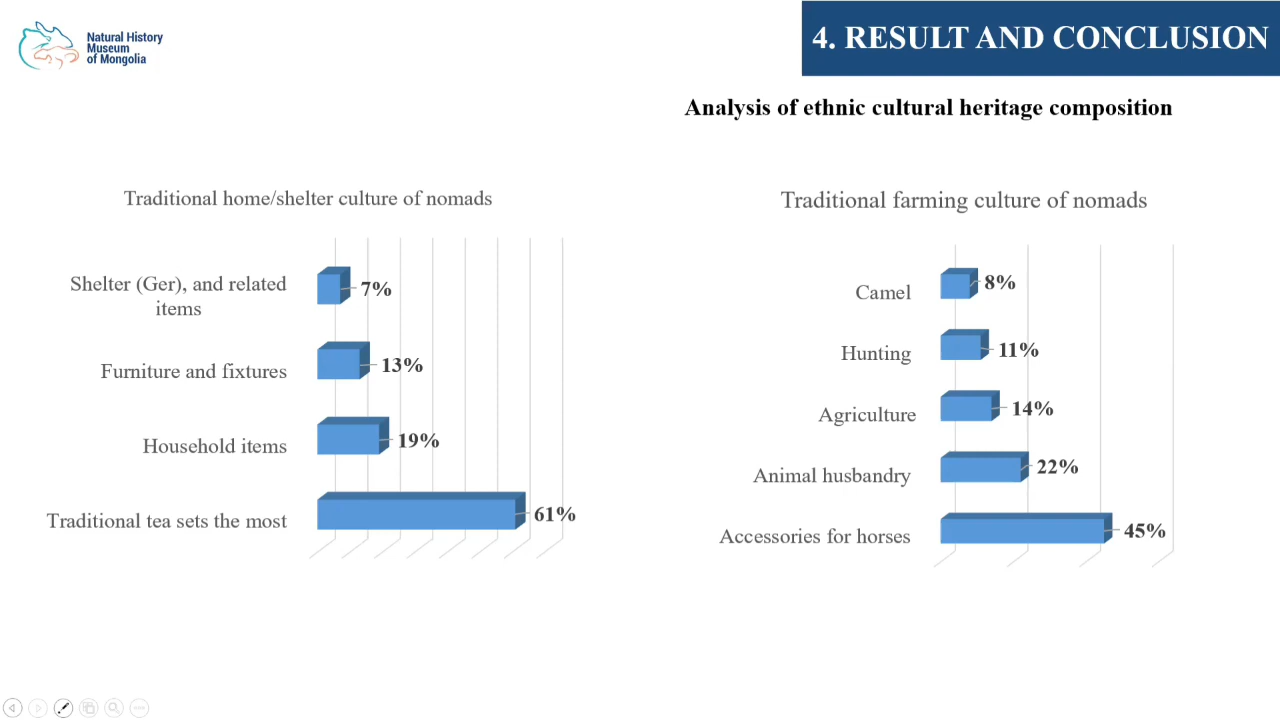 Natural History
Museum
of Mongolia
4. RESULT AND CONCLUSION
Analysis of ethnic cultural heritage composition
Traditional home/shelter culture of nomads
Shelter (Ger), and related
items
7%
Furniture and fixtures
13%
Household items
19%
Traditional tea sets the most
61%
Traditional farming culture of nomads
Camel
8%
Hunting
11%
Agriculture
14%
Animal husbandry
22%
Accessories for horses
45%